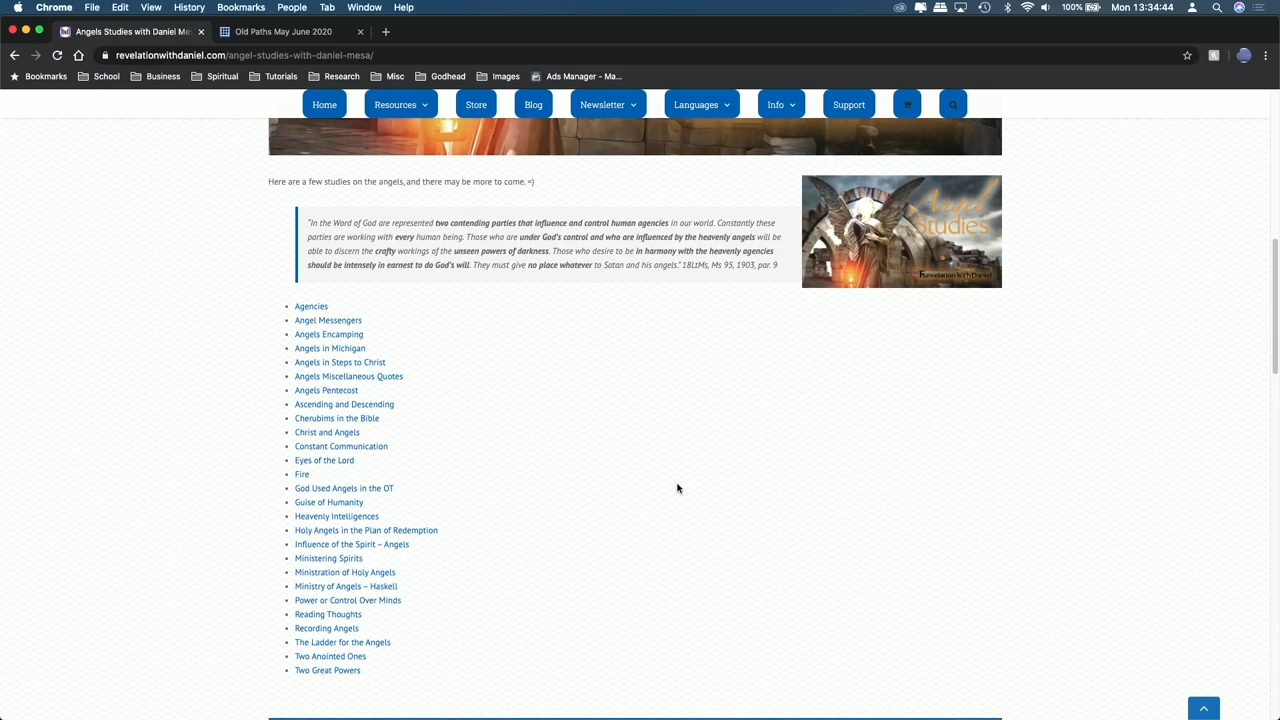 Chrome File Edit View History Bookmarks People Tab Window Help 100% Mon 13:34:44
Angels Studies with Daniel Me Old Paths May June 2020
revelationwithdaniel.com/angel-studies-with-daniel-mesa/
Bookmarks School Business Spiritual Tutorials Research Misc Godhead Images Ads Manager - Ma...
Home Resources Store Blog Newsletter Languages Info Support
Here are a few studies on the angels, and there may be more to come. =)
Angel
Studies
Revelation With Daniel
"In the Word of God are represented two contending parties that influence and control human agencies in our world. Constantly these
parties are working with every human being. Those who are under God's control and who are influenced by the heavenly angels will be
able to discern the crafty workings of the unseen powers of darkness. Those who desire to be in harmony with the heavenly agencies
should be intensely in earnest to do God's will. They must give no place whatever to Satan and his angels." 18LtMs, Ms 95, 1903, par. 9
Agencies
Angel Messengers
Angels Encamping
Angels in Michigan
Angels in Steps to Christ
Angels Miscellaneous Quotes
Angels Pentecost
Ascending and Descending
Cherubims in the Bible
Christ and Angels
Constant Communication
Eyes of the Lord
Fire
God Used Angels in the OT
Guise of Humanity
Heavenly Intelligences
Holy Angels in the Plan of Redemption
Influence of the Spirit – Angels
Ministering Spirits
Ministration of Holy Angels
Ministry of Angels – Haskell
Power or Control Over Minds
Reading Thoughts
Recording Angels
The Ladder for the Angels
Two Anointed Ones
Two Great Powers